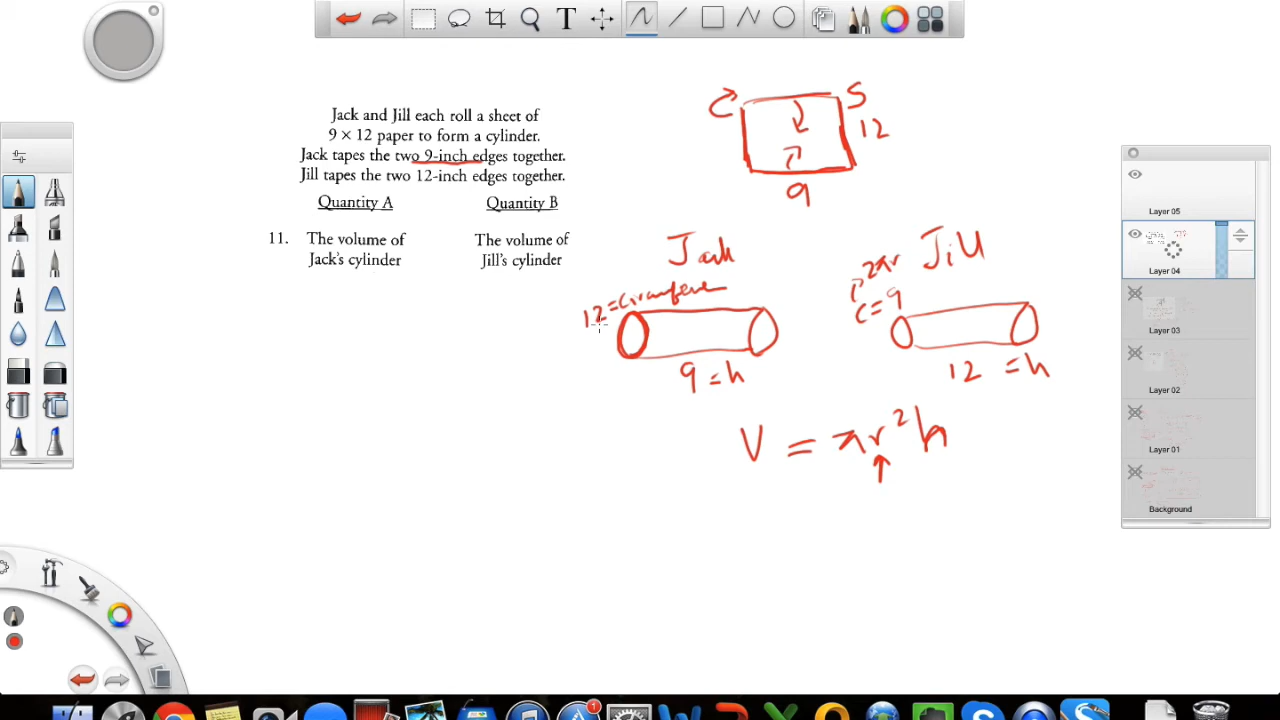 T
Jack and Jill each roll a sheet of
9 × 12 paper to form a cylinder.
Jack tapes the two 9-inch edges together.
Jill tapes the two 12-inch edges together.
Quantity A Quantity B
11. The volume of The volume of
Jack's cylinder Jill's cylinder
12
9
Jack
12 = Circumference
9 = h
Jill
2πr
C = 9
12 = h
V = πr²h
Layer 05
Layer 04
Layer 03
Layer 02
Layer 01
Background
1